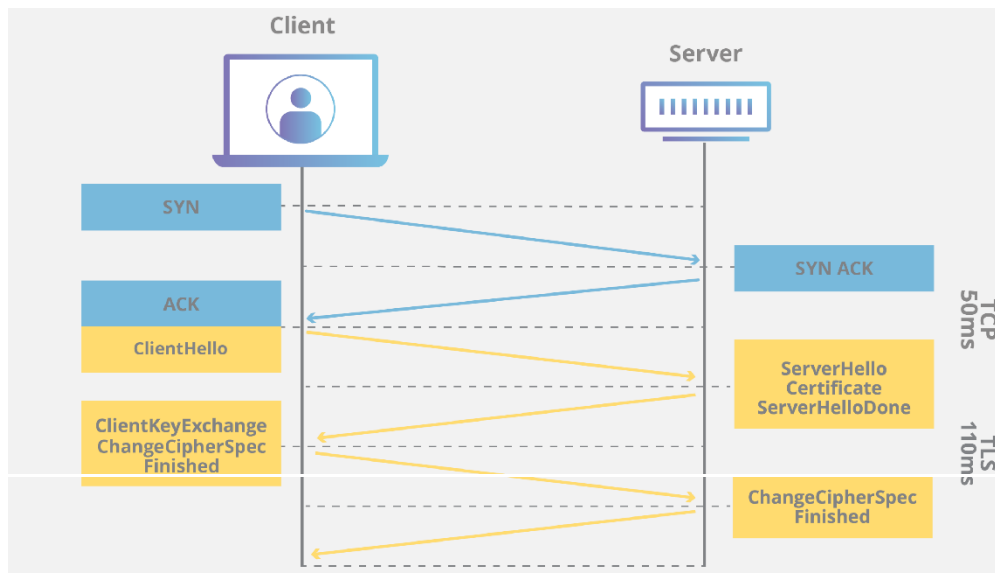 Client
Server
SYN
SYN ACK
ACK
ClientHello
TCP
50ms
ServerHello
Certificate
ServerHelloDone
ClientKeyExchange
ChangeCipherSpec
Finished
TLS
110ms
ChangeCipherSpec
Finished